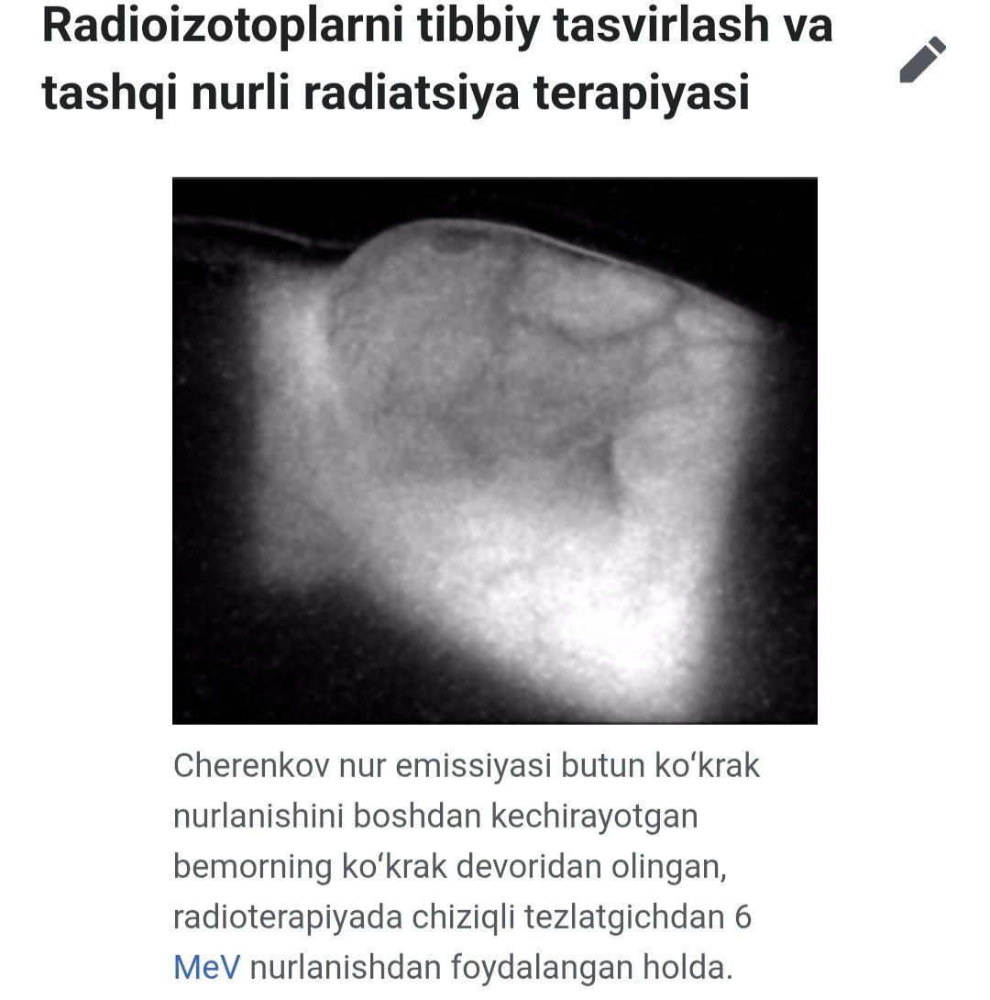 Radioizotoplarni tibbiy tasvirlash va
tashqi nurli radiatsiya terapiyasi
Cherenkov nur emissiyasi butun koʻkrak
nurlanishini boshdan kechirayotgan
bemorning koʻkrak devoridan olingan,
radioterapiyada chiziqli tezlatgichdan 6
MeV nurlanishdan foydalangan holda.